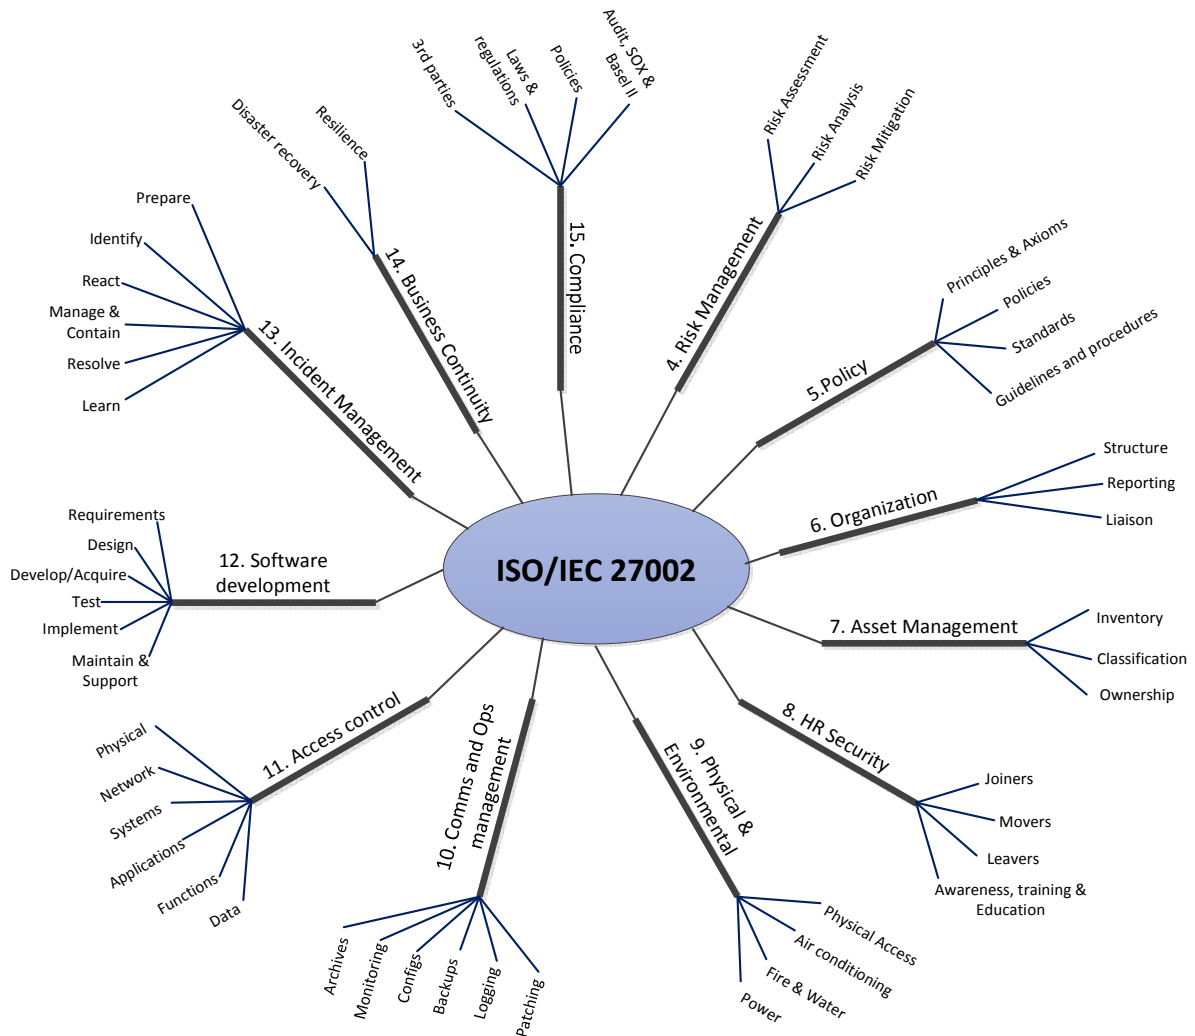 ISO/IEC 27002
4. Risk Management
Risk Assessment
Risk Analysis
Risk Mitigation
5.Policy
Principles & Axioms
Policies
Standards
Guidelines and procedures
6. Organization
Structure
Reporting
Liaison
7. Asset Management
Inventory
Classification
Ownership
8. HR Security
Joiners
Movers
Leavers
Awareness, training &
Education
9. Physical &
Environmental
Physical Access
Air conditioning
Fire & Water
Power
10. Comms and Ops
management
Patching
Logging
Backups
Configs
Monitoring
Archives
11. Access control
Physical
Network
Systems
Applications
Functions
Data
12. Software
development
Requirements
Design
Develop/Acquire
Test
Implement
Maintain &
Support
13. Incident Management
Prepare
Identify
React
Manage &
Contain
Resolve
Learn
14. Business Continuity
Disaster recovery
Resilience
15. Compliance
3rd parties
Laws &
regulations
Policies
Audit, SOX &
Basel II